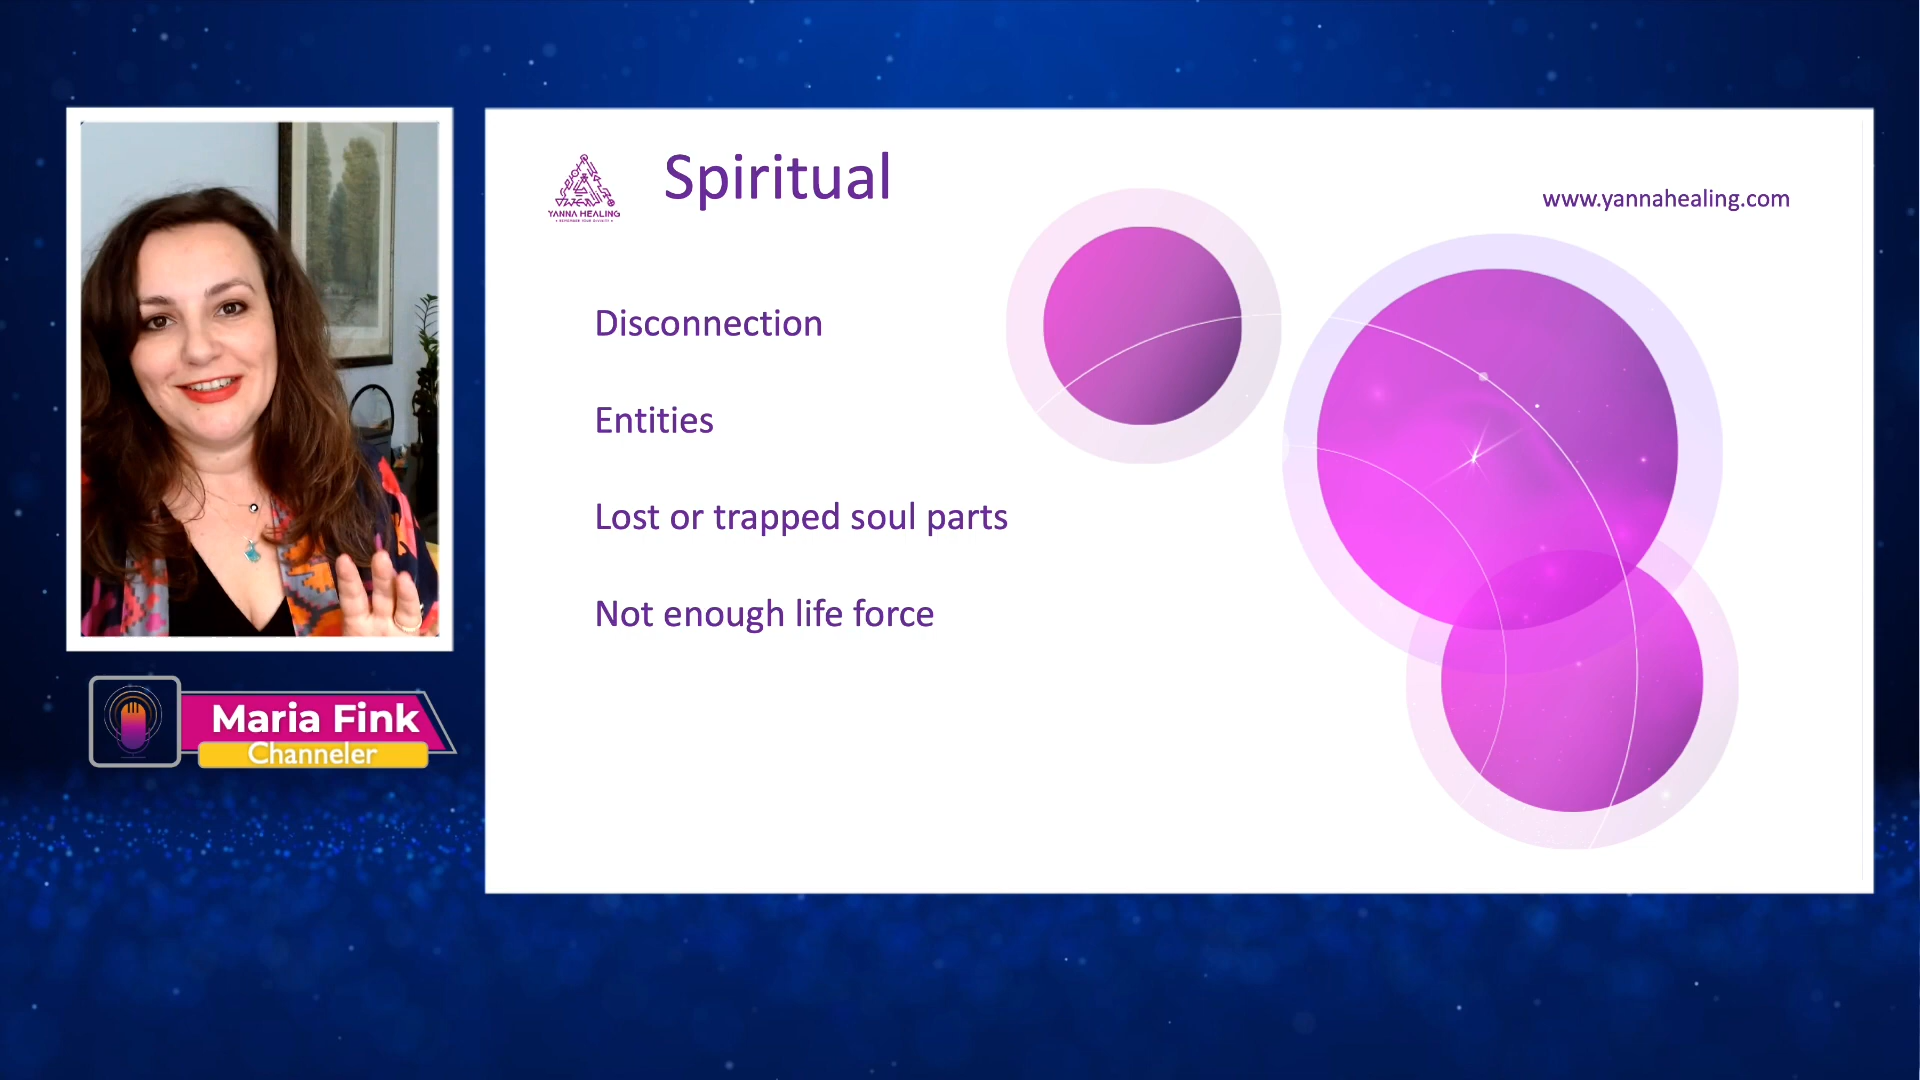 Spiritual
YANNA HEALING
www.yannahealing.com
Disconnection
Entities
Lost or trapped soul parts
Not enough life force
Maria Fink
Channeler